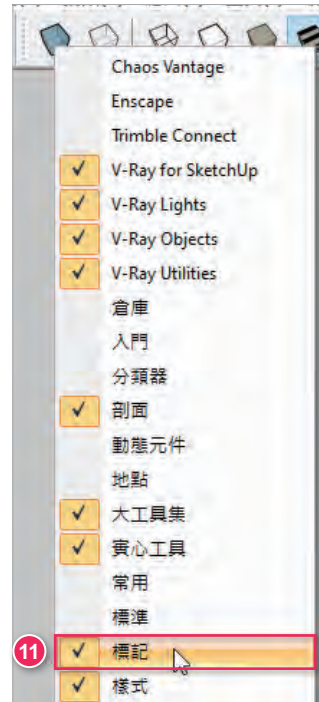 Chaos Vantage
Enscape
Trimble Connect
V-Ray for SketchUp
V-Ray Lights
V-Ray Objects
V-Ray Utilities
倉庫
入門
分類器
剖面
動態元件
地點
大工具集
實心工具
常用
標準
11 標記
樣式